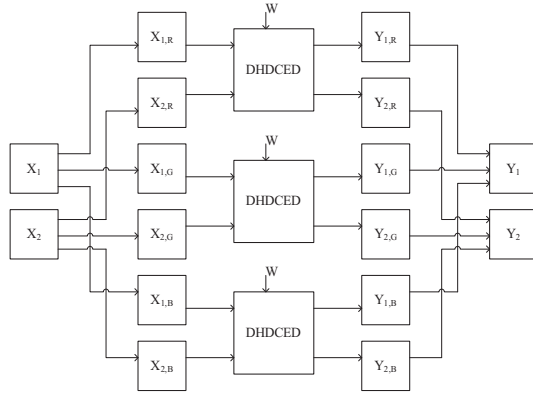 W
X1,R
DHDCED
Y1,R
X2,R
Y2,R
W
X1
X1,G
DHDCED
Y1,G
Y1
X2
X2,G
Y2,G
Y2
W
X1,B
DHDCED
Y1,B
X2,B
Y2,B